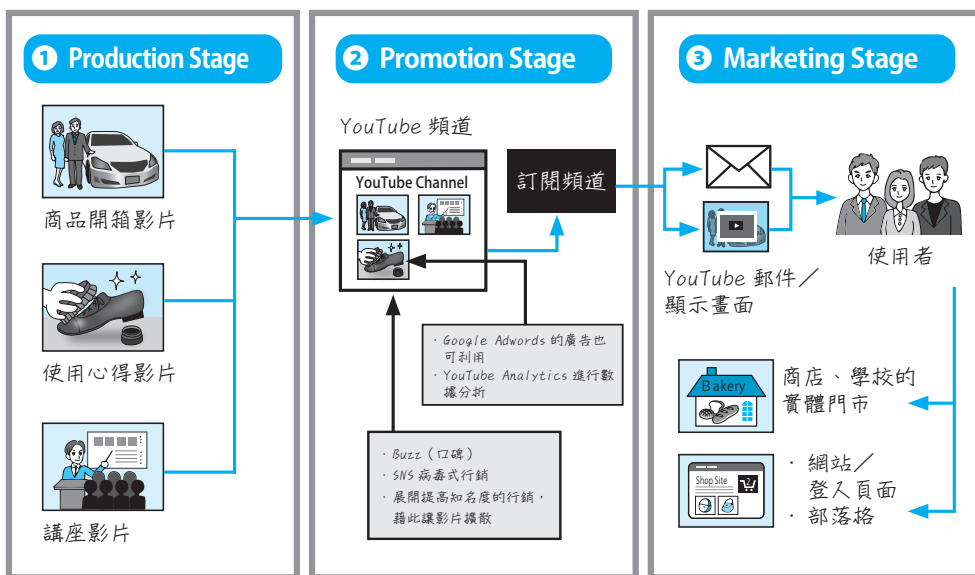 ❶ Production Stage
商品開箱影片
使用心得影片
講座影片
❷ Promotion Stage
YouTube 頻道
YouTube Channel
訂閱頻道
· Google Adwords 的廣告也
可利用
· YouTube Analytics 進行數
據分析
· Buzz（口碑）
· SNS 病毒式行銷
· 展開提高知名度的行銷，
藉此讓影片擴散
❸ Marketing Stage
YouTube 郵件／
顯示畫面
使用者
Bakery
商店、學校的
實體門市
Shop Site
· 網站／
登入頁面
· 部落格